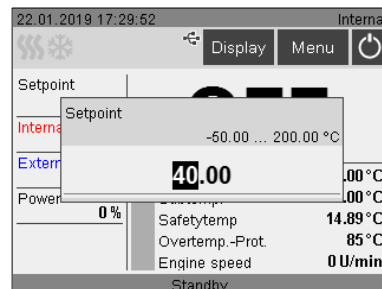 22.01.2019 17:29:52 Interna
Display Menu
Setpoint
Interna
Extern
Power
0 %
Setpoint
-50.00 ... 200.00 °C
40.00
.00 °C
.00 °C
Safetytemp 14.89 °C
Overtemp.-Prot. 85 °C
Engine speed 0 U/min
Standby